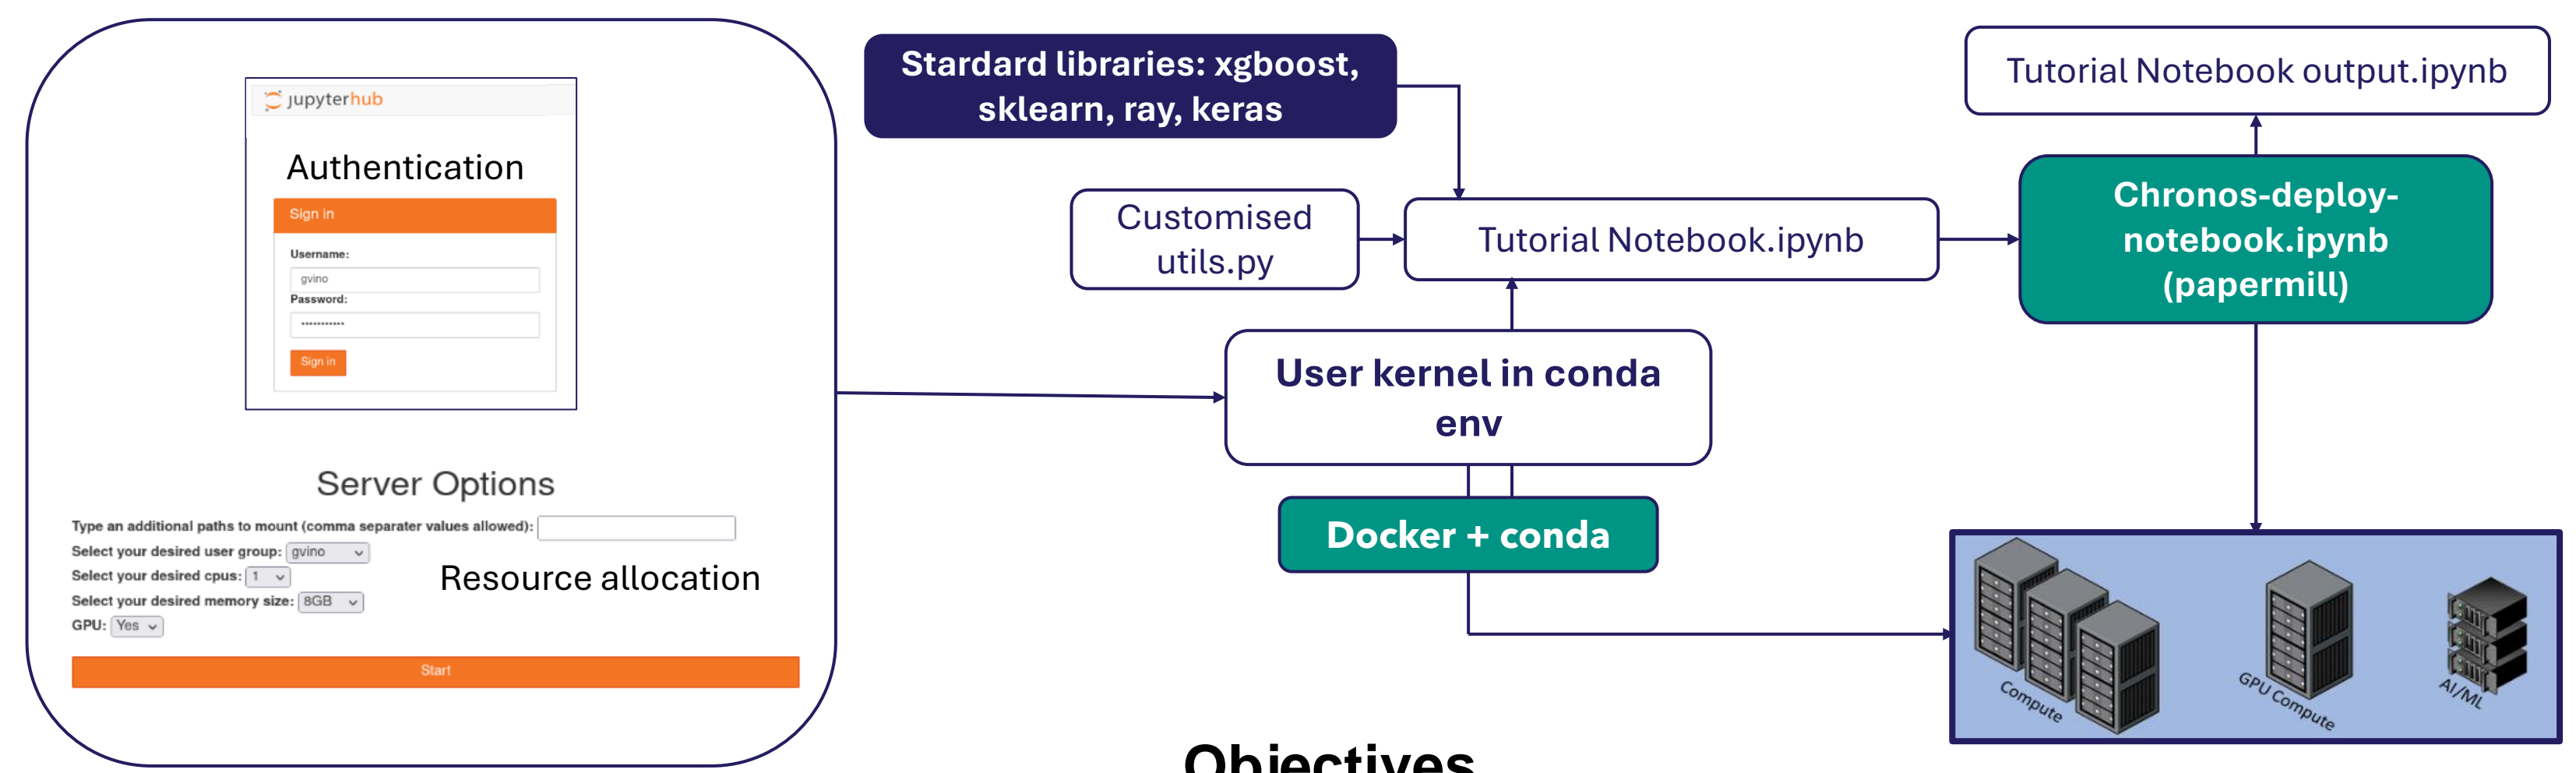 jupyterhub
Authentication
Sign in
Username:
gvino
Password:
Sign in
Server Options
Type an additional paths to mount (comma separater values allowed):
Select your desired user group: gvino
Select your desired cpus: 1
Select your desired memory size: 8GB
GPU: Yes
Resource allocation
Start
Stardard libraries: xgboost,
sklearn, ray, keras
Customised
utils.py
Tutorial Notebook.ipynb
User kernel in conda
env
Docker + conda
Tutorial Notebook output.ipynb
Chronos-deploy-
notebook.ipynb
(papermill)
Compute
GPU Compute
AI/ML
Objectives